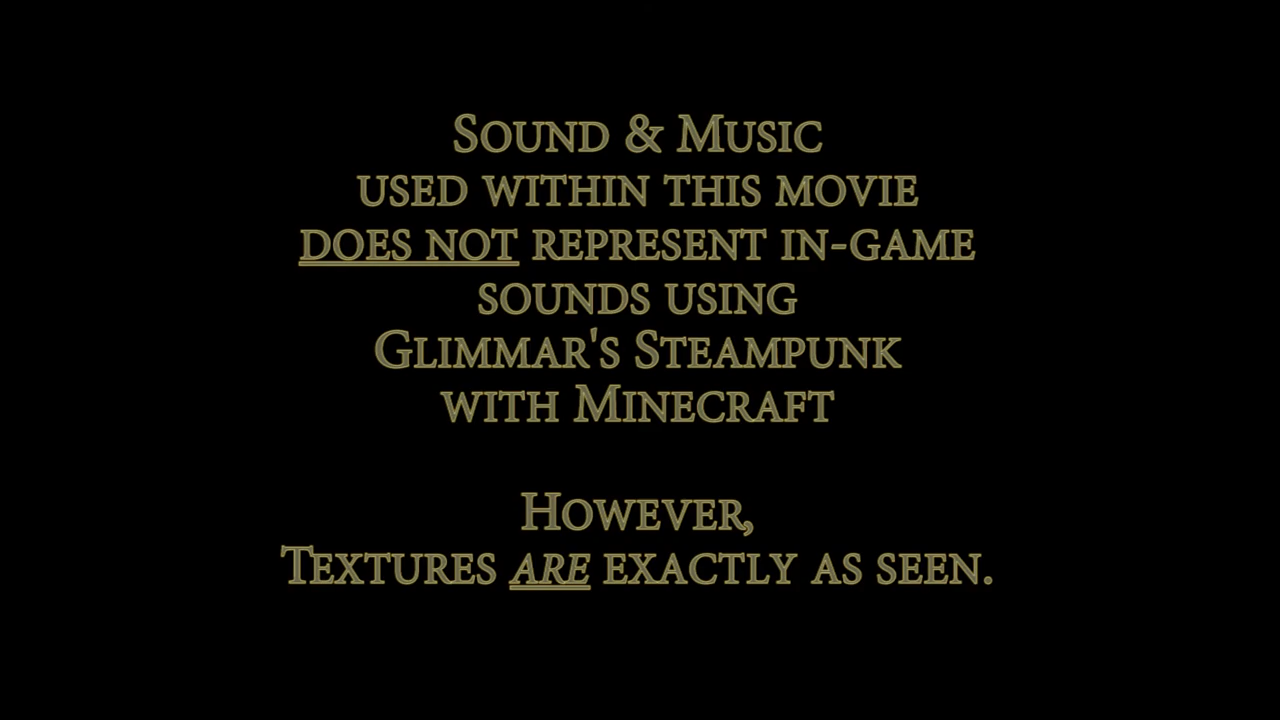 Sound & Music
used within this movie
does not represent in-game
sounds using
Glimmar's Steampunk
with Minecraft
However,
Textures are exactly as seen.